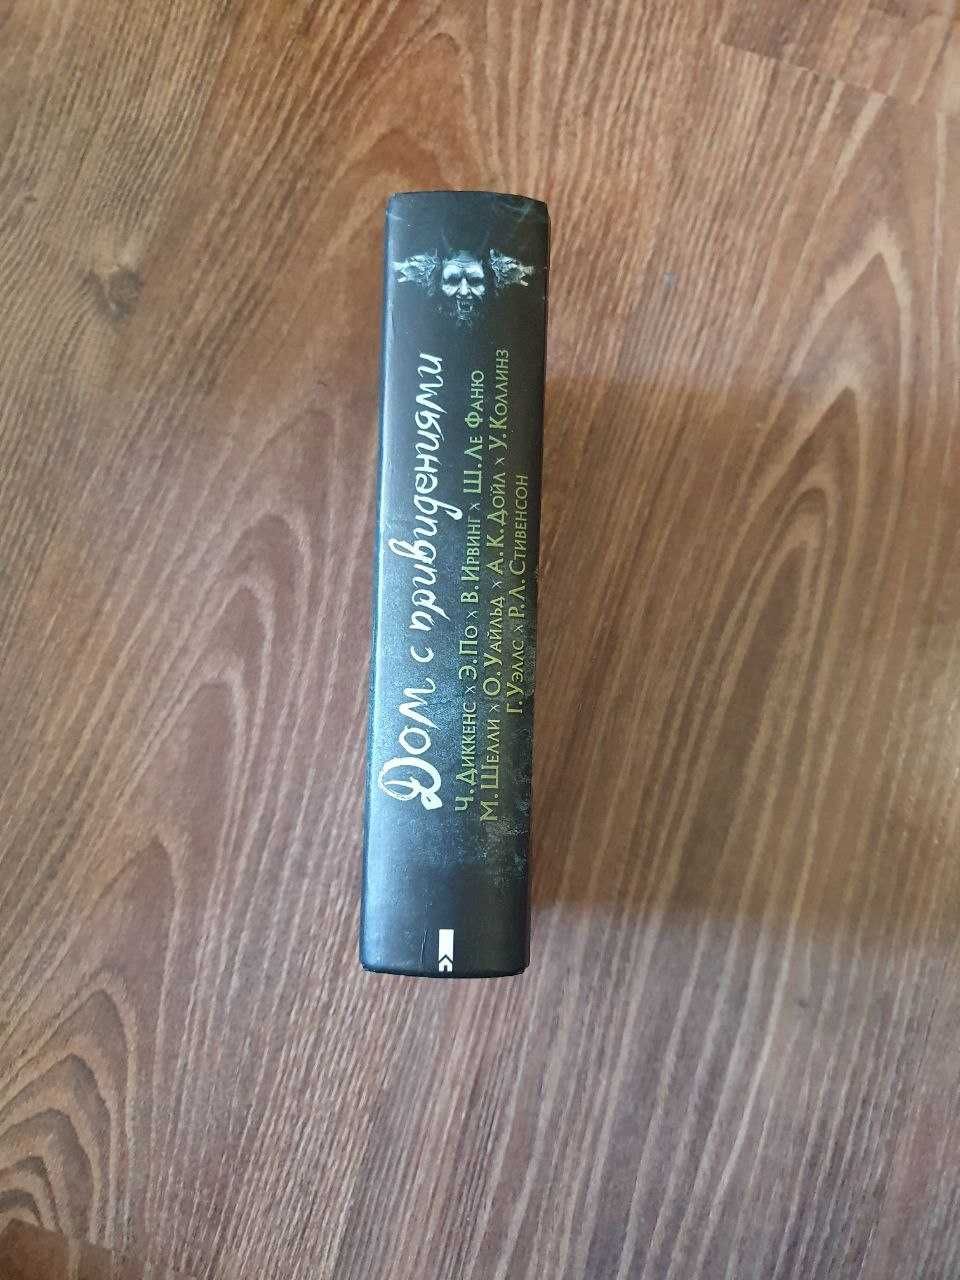 Дом с привидениями
Ч. Диккенс x Э. По x В. Ирвинг x Ш. Ле Фаню
М. Шелли x О. Уайльд x А. К. Дойл x У. Коллинз
Г. Уэллс x Р. Л. Стивенсон